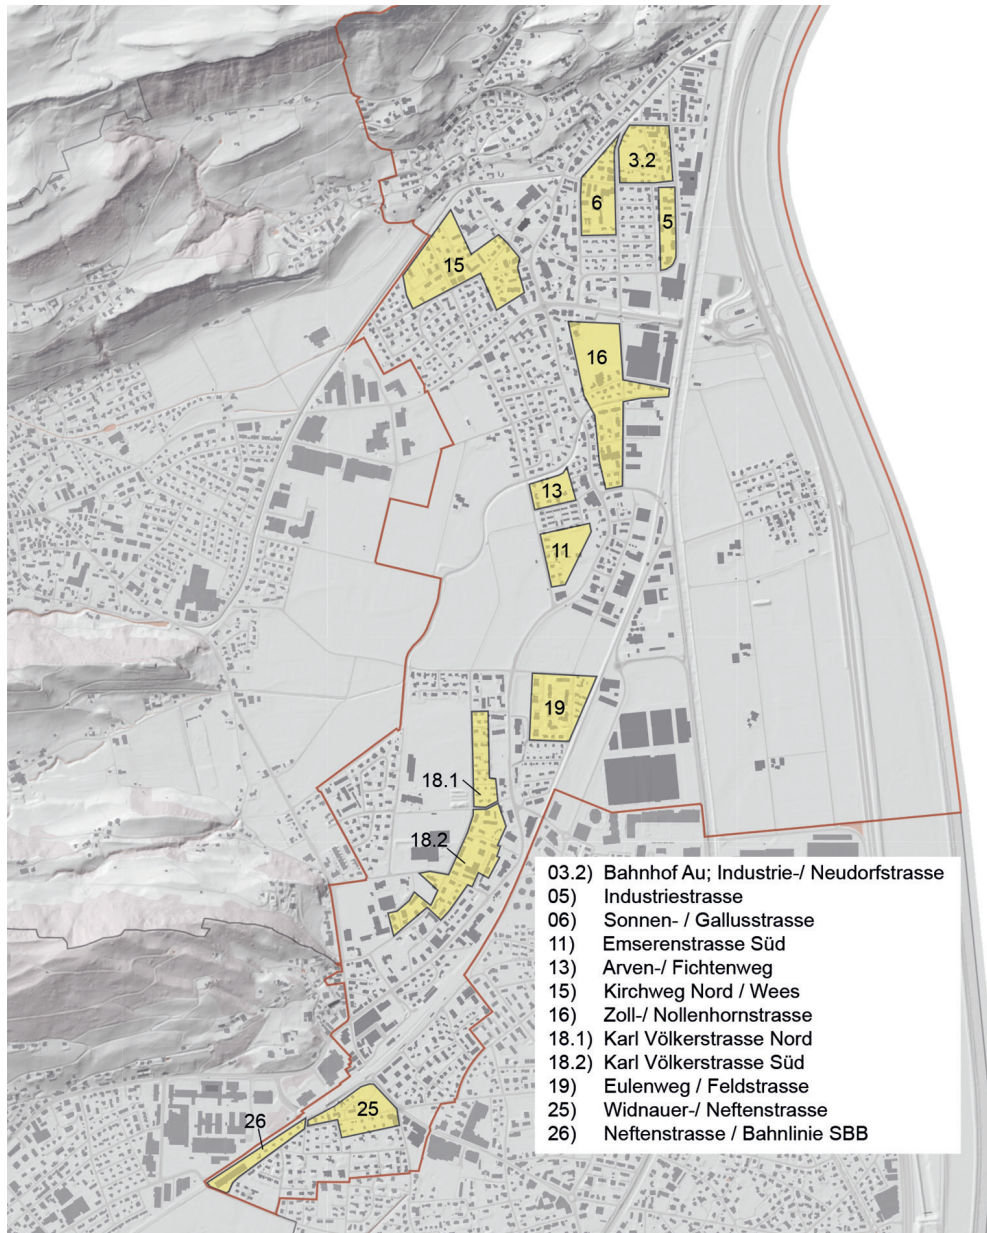 3.2
6
5
15
16
13
11
19
18.1
18.2
25
26
03.2) Bahnhof Au; Industrie-/ Neudorfstrasse
05) Industriestrasse
06) Sonnen- / Gallusstrasse
11) Emserenstrasse Süd
13) Arven-/ Fichtenweg
15) Kirchweg Nord / Wees
16) Zoll-/ Nollenhornstrasse
18.1) Karl Völkerstrasse Nord
18.2) Karl Völkerstrasse Süd
19) Eulenweg / Feldstrasse
25) Widnauer-/ Neftenstrasse
26) Neftenstrasse / Bahnlinie SBB